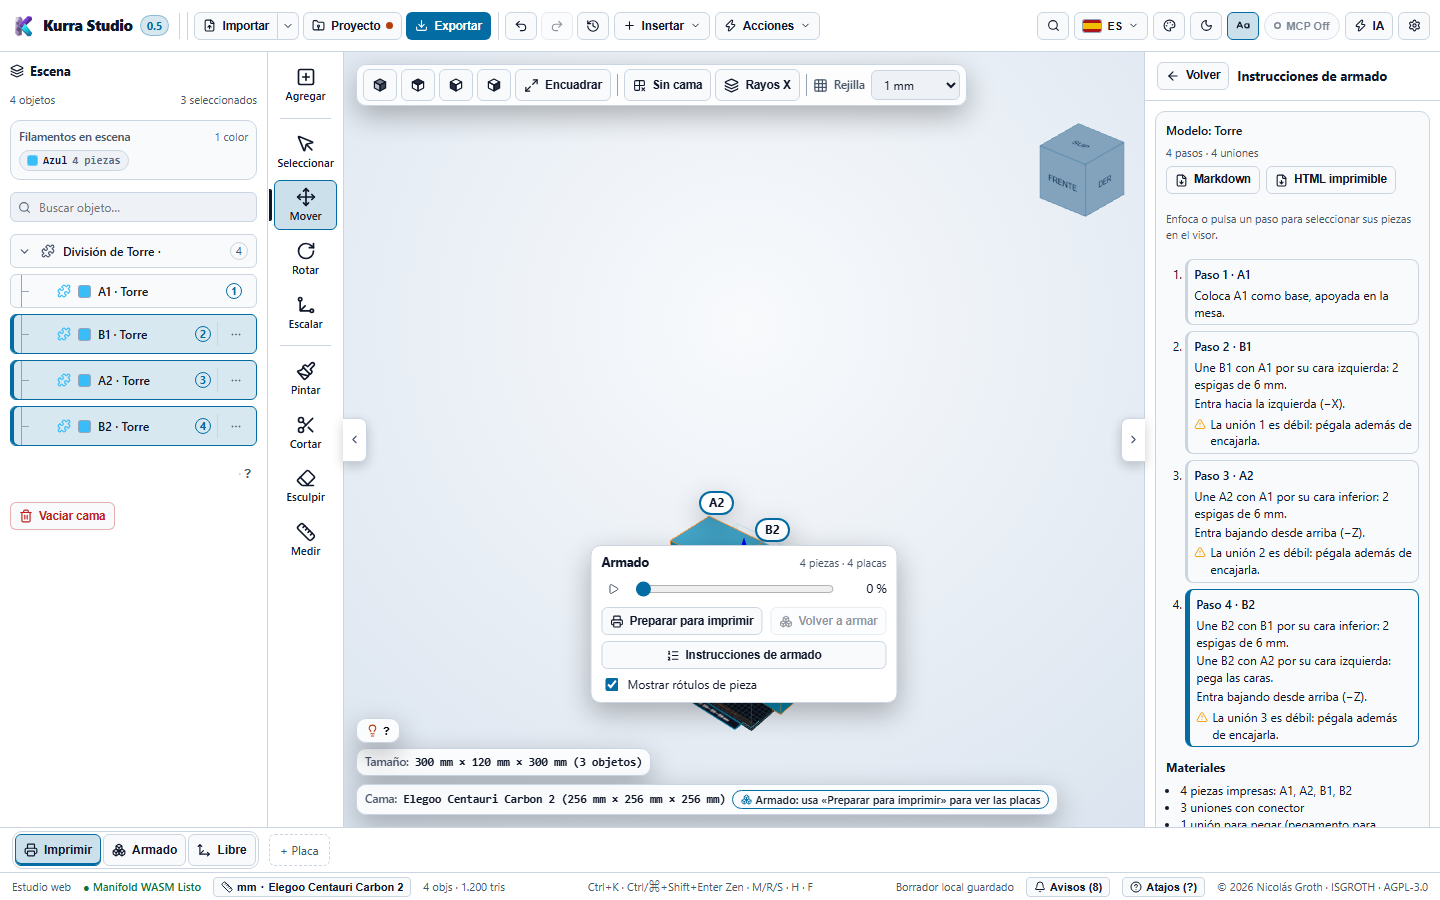 Kurra Studio 0.5
Importar
Proyecto
Exportar
Insertar
Acciones
ES
MCP Off
IA
Escena
4 objetos 3 seleccionados
Filamentos en escena 1 color
Azul 4 piezas
Buscar objeto...
División de Torre · 4
A1 · Torre 1
B1 · Torre 2 ...
A2 · Torre 3 ...
B2 · Torre 4 ...
· ?
Vaciar cama
Agregar
Seleccionar
Mover
Rotar
Escalar
Pintar
Cortar
Esculpir
Medir
Encuadrar
Sin cama
Rayos X
Rejilla
1 mm
SUP
FRENTE
DER
A2
B2
Armado 4 piezas · 4 placas
0 %
Preparar para imprimir
Volver a armar
Instrucciones de armado
Mostrar rótulos de pieza
?
Tamaño: 300 mm × 120 mm × 300 mm (3 objetos)
Cama: Elegoo Centauri Carbon 2 (256 mm × 256 mm × 256 mm)
Armado: usa «Preparar para imprimir» para ver las placas
Volver
Instrucciones de armado
Modelo: Torre
4 pasos · 4 uniones
Markdown
HTML imprimible
Enfoca o pulsa un paso para seleccionar sus piezas
en el visor.
1. Paso 1 · A1
Coloca A1 como base, apoyada en la
mesa.
2. Paso 2 · B1
Une B1 con A1 por su cara izquierda: 2
espigas de 6 mm.
Entra hacia la izquierda (−X).
La unión 1 es débil: pégala además de
encajarla.
3. Paso 3 · A2
Une A2 con A1 por su cara inferior: 2
espigas de 6 mm.
Entra bajando desde arriba (−Z).
La unión 2 es débil: pégala además de
encajarla.
4. Paso 4 · B2
Une B2 con B1 por su cara inferior: 2
espigas de 6 mm.
Une B2 con A2 por su cara izquierda:
pega las caras.
Entra bajando desde arriba (−Z).
La unión 3 es débil: pégala además
de encajarla.
Materiales
• 4 piezas impresas: A1, A2, B1, B2
• 3 uniones con conector
• 1 unión para pegar (pegamento para
Imprimir
Armado
Libre
+ Placa
Estudio web
● Manifold WASM Listo
mm · Elegoo Centauri Carbon 2
4 objs · 1.200 tris
Ctrl+K · Ctrl/⌘+Shift+Enter Zen · M/R/S · H · F
Borrador local guardado
Avisos (8)
Atajos (?)
© 2026 Nicolás Groth · ISGROTH · AGPL-3.0